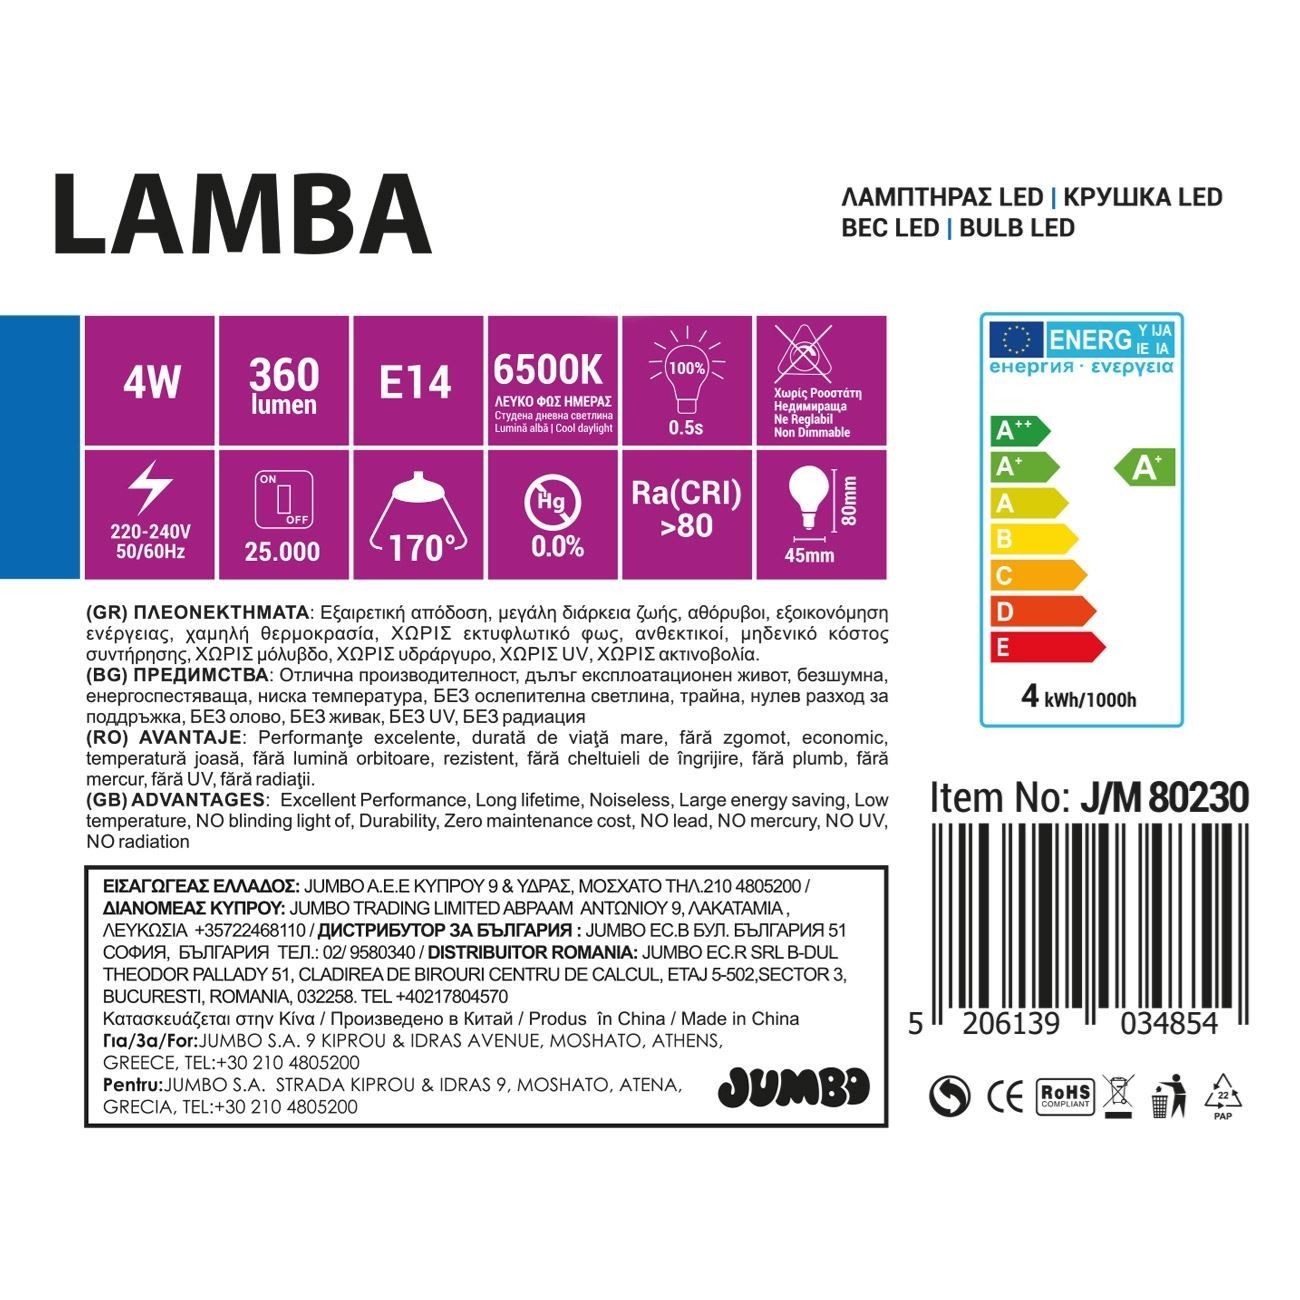 LAMBA
ΛΑΜΠΤΗΡΑΣ LED | КРУШКА LED
BEC LED | BULB LED
4W
360
lumen
E14
6500K
ΛΕΥΚΟ ΦΩΣ ΗΜΕΡΑΣ
Студена дневна светлина
Lumină albă | Cool daylight
100%
0.5s
Χωρίς Ροοστάτη
Недимираща
Ne Reglabil
Non Dimmable
220-240V
50/60Hz
ON
OFF
25.000
170°
Hg
0.0%
Ra(CRI)
>80
80mm
45mm
ENERG Y IJA
IE IA
енергия · ενεργεια
A++
A+
A+
A
B
C
D
E
4 kWh/1000h
(GR) ΠΛΕΟΝΕΚΤΗΜΑΤΑ: Εξαιρετική απόδοση, μεγάλη διάρκεια ζωής, αθόρυβοι, εξοικονόμηση
ενέργειας, χαμηλή θερμοκρασία, ΧΩΡΙΣ εκτυφλωτικό φως, ανθεκτικοί, μηδενικό κόστος
συντήρησης, ΧΩΡΙΣ μόλυβδο, ΧΩΡΙΣ υδράργυρο, ΧΩΡΙΣ UV, ΧΩΡΙΣ ακτινοβολία.
(BG) ПРЕДИМСТВА: Отлична производителност, дълъг експлоатационен живот, безшумна,
енергоспестяваща, ниска температура, БЕЗ ослепителна светлина, трайна, нулев разход за
поддръжка, БЕЗ олово, БЕЗ живак, БЕЗ UV, БЕЗ радиация
(RO) AVANTAJE: Performanţe excelente, durată de viaţă mare, fără zgomot, economic,
temperatură joasă, fără lumină orbitoare, rezistent, fără cheltuieli de îngrijire, fără plumb, fără
mercur, fără UV, fără radiaţii.
(GB) ADVANTAGES: Excellent Performance, Long lifetime, Noiseless, Large energy saving, Low
temperature, NO blinding light of, Durability, Zero maintenance cost, NO lead, NO mercury, NO UV,
NO radiation
ΕΙΣΑΓΩΓΕΑΣ ΕΛΛΑΔΟΣ: JUMBO A.E.E ΚΥΠΡΟΥ 9 & ΥΔΡΑΣ, ΜΟΣΧΑΤΟ ΤΗΛ.210 4805200 /
ΔΙΑΝΟΜΕΑΣ ΚΥΠΡΟΥ: JUMBO TRADING LIMITED ΑΒΡΑΑΜ ΑΝΤΩΝΙΟΥ 9, ΛΑΚΑΤΑΜΙΑ ,
ΛΕΥΚΩΣΙΑ +35722468110 / ДИСТРИБУТОР ЗА БЪЛГАРИЯ : JUMBO EC.B БУЛ. БЪЛГАРИЯ 51
СОФИЯ, БЪЛГАРИЯ ТЕЛ.: 02/ 9580340 / DISTRIBUITOR ROMANIA: JUMBO EC.R SRL B-DUL
THEODOR PALLADY 51, CLADIREA DE BIROURI CENTRU DE CALCUL, ETAJ 5-502,SECTOR 3,
BUCURESTI, ROMANIA, 032258. TEL +40217804570
Κατασκευάζεται στην Κίνα / Произведено в Китай / Produs în China / Made in China
Για/За/For:JUMBO S.A. 9 KIPROU & IDRAS AVENUE, MOSHATO, ATHENS,
GREECE, TEL:+30 210 4805200
Pentru:JUMBO S.A. STRADA KIPROU & IDRAS 9, MOSHATO, ATENA,
GRECIA, TEL:+30 210 4805200
JUMBO
Item No: J/M 80230
5 206139 034854
CE
RoHS
COMPLIANT
22
PAP